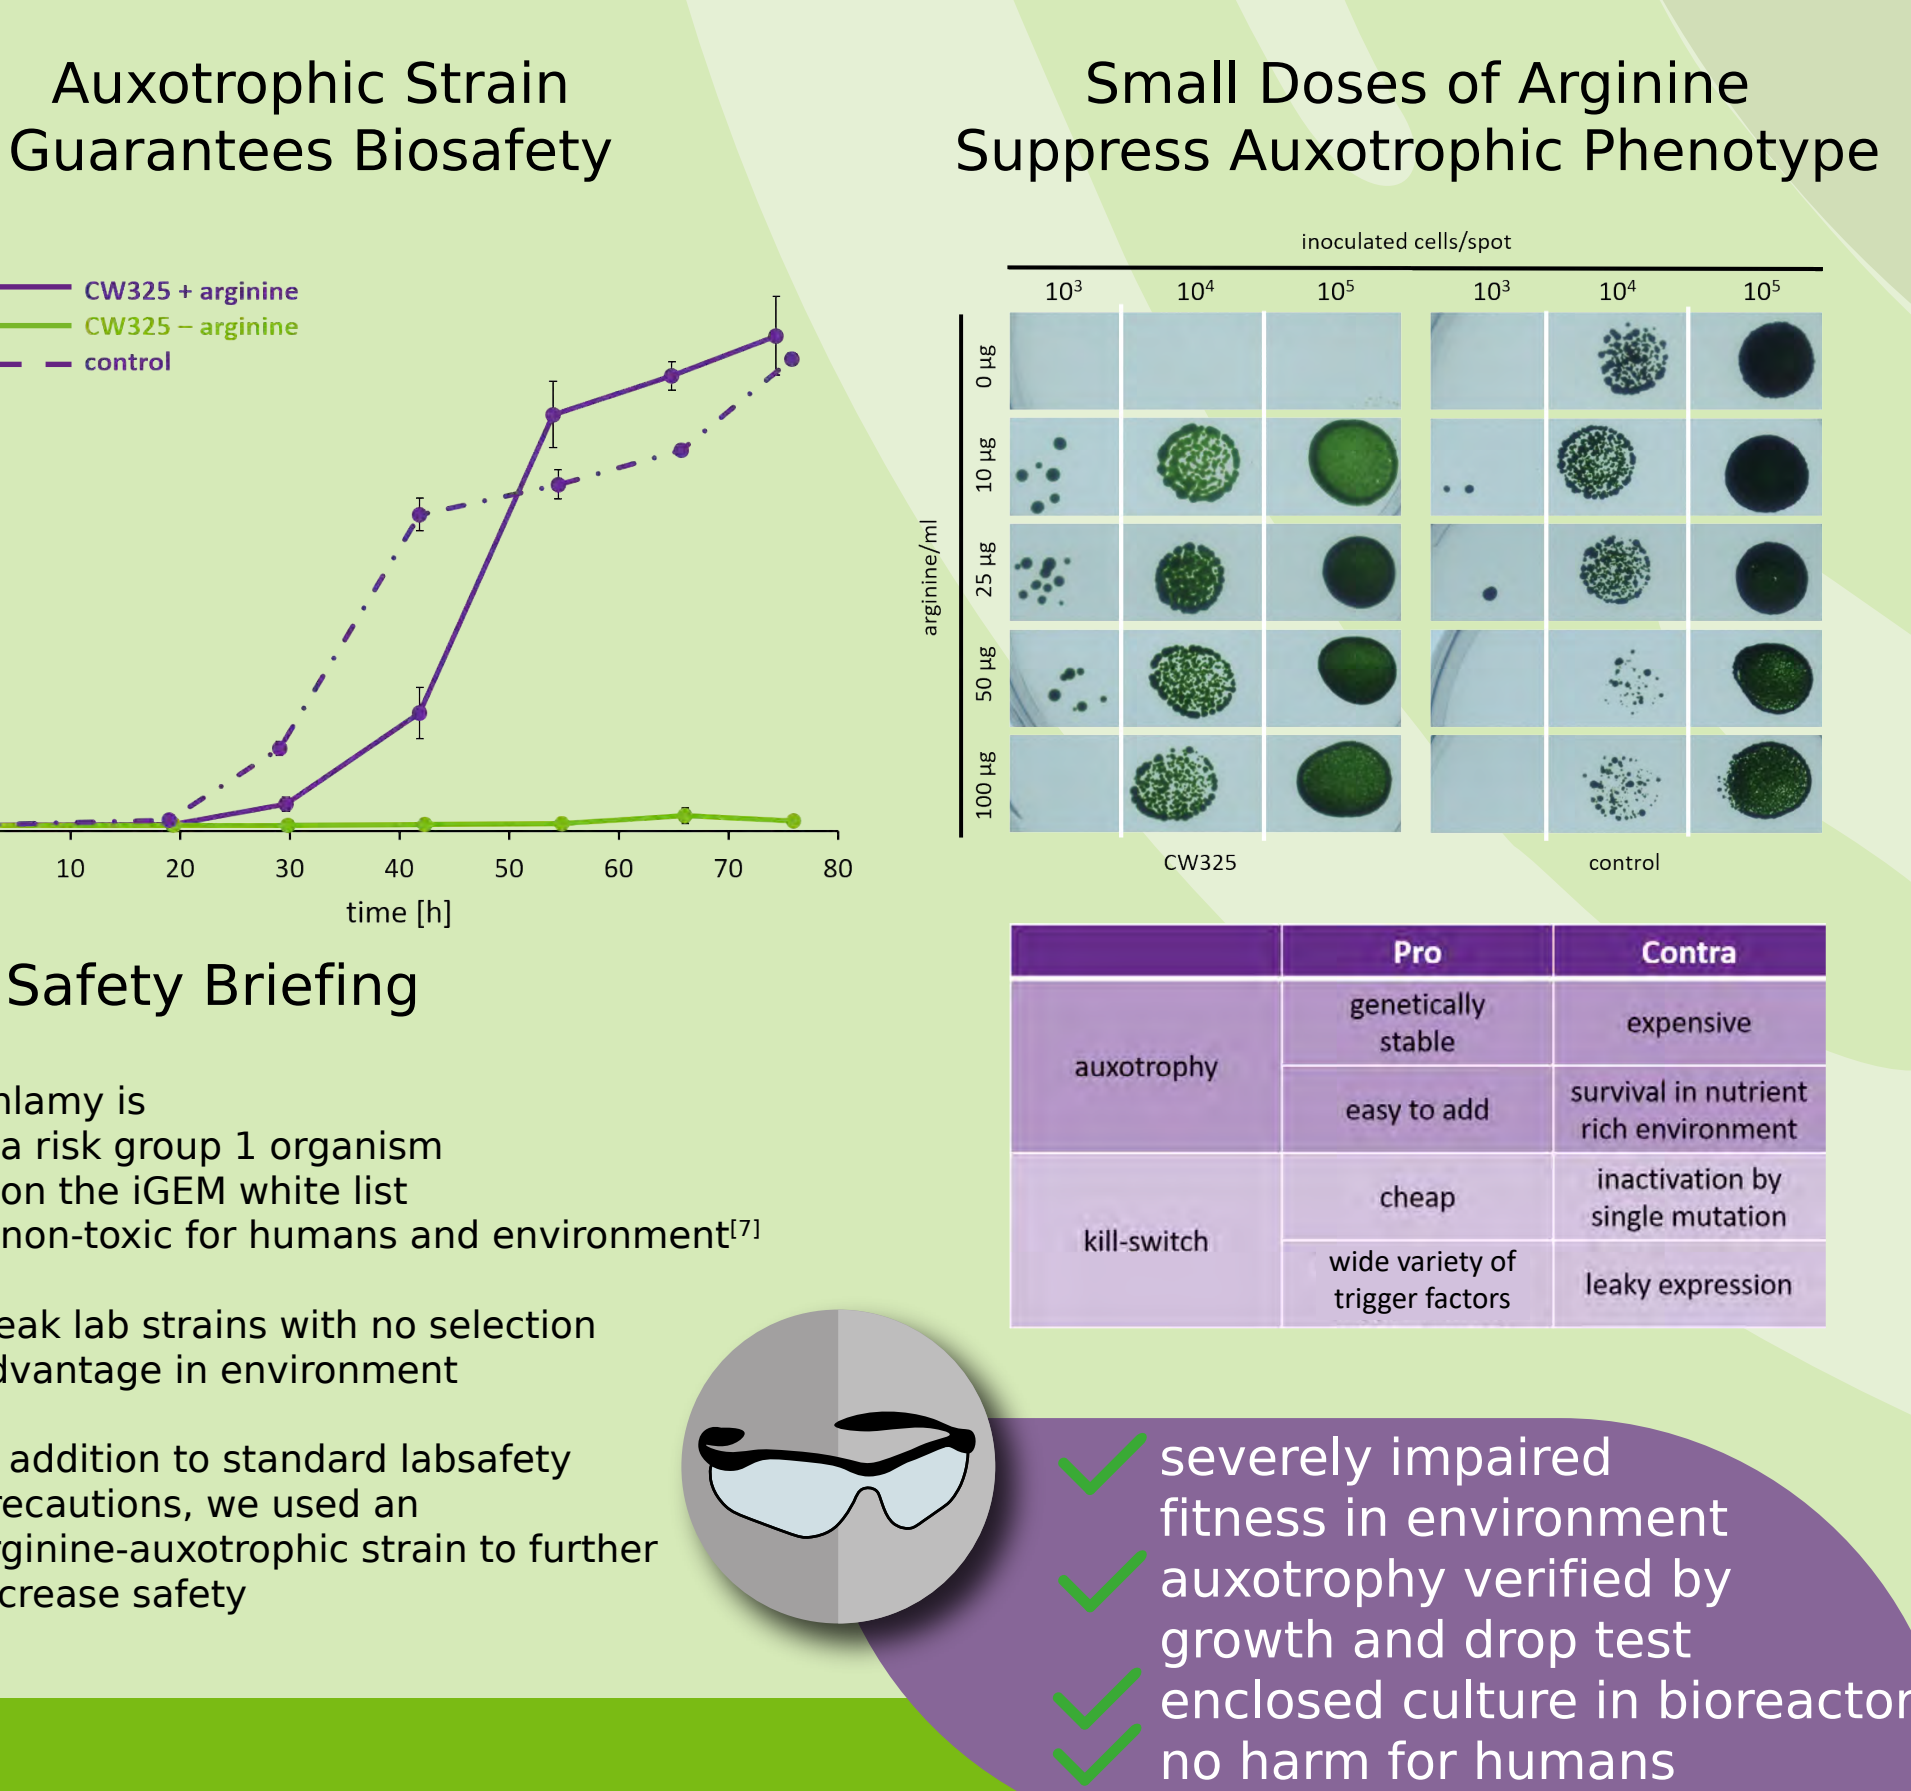 Auxotrophic Strain
Guarantees Biosafety
CW325 + arginine
CW325 – arginine
control
10 20 30 40 50 60 70 80
time [h]
Safety Briefing
hlamy is
a risk group 1 organism
on the iGEM white list
non-toxic for humans and environment[7]
eak lab strains with no selection
dvantage in environment
addition to standard labsafety
recautions, we used an
rginine-auxotrophic strain to further
crease safety
Small Doses of Arginine
Suppress Auxotrophic Phenotype
inoculated cells/spot
10³ 10⁴ 10⁵ 10³ 10⁴ 10⁵
arginine/ml
0 µg
10 µg
25 µg
50 µg
100 µg
CW325 control
Pro Contra
auxotrophy
genetically
stable
expensive
easy to add
survival in nutrient
rich environment
kill-switch
cheap
inactivation by
single mutation
wide variety of
trigger factors
leaky expression
severely impaired
fitness in environment
auxotrophy verified by
growth and drop test
enclosed culture in bioreactor
no harm for humans